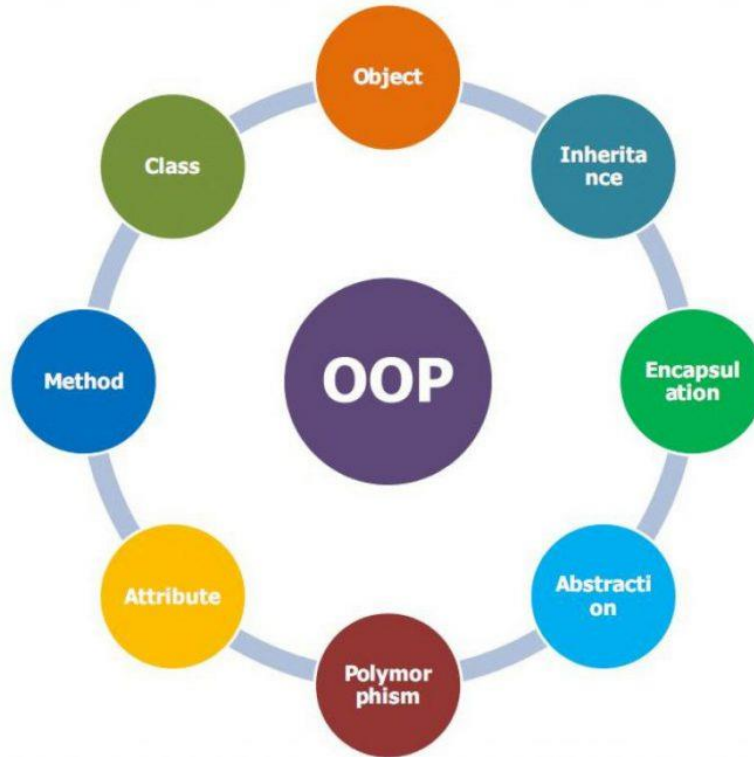 Object
Inherita
nce
Encapsul
ation
Abstracti
on
Polymor
phism
Attribute
Method
Class
OOP